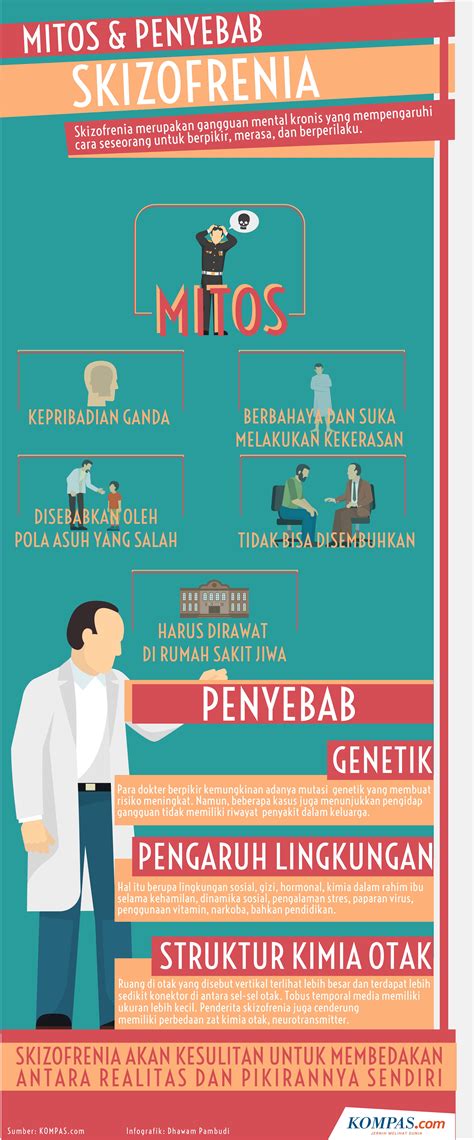 MITOS & PENYEBAB
SKIZOFRENIA
Skizofrenia merupakan gangguan mental kronis yang mempengaruhi
cara seseorang untuk berpikir, merasa, dan berperilaku.
MITOS
KEPRIBADIAN GANDA
BERBAHAYA DAN SUKA
MELAKUKAN KEKERASAN
DISEBABKAN OLEH
POLA ASUH YANG SALAH
TIDAK BISA DISEMBUHKAN
HARUS DIRAWAT
DI RUMAH SAKIT JIWA
PENYEBAB
GENETIK
Para dokter berpikir kemungkinan adanya mutasi genetik yang membuat
risiko meningkat. Namun, beberapa kasus juga menunjukkan pengidap
gangguan tidak memiliki riwayat penyakit dalam keluarga.
PENGARUH LINGKUNGAN
Hal itu berupa lingkungan sosial, gizi, hormonal, kimia dalam rahim ibu
selama kehamilan, dinamika sosial, pengalaman stres, paparan virus,
penggunaan vitamin, narkoba, bahkan pendidikan.
STRUKTUR KIMIA OTAK
Ruang di otak yang disebut vertikal terlihat lebih besar dan terdapat lebih
sedikit konektor di antara sel-sel otak. Tobus temporal media memiliki
ukuran lebih kecil. Penderita skizofrenia juga cenderung
memiliki perbedaan zat kimia otak, neurotransmitter.
SKIZOFRENIA AKAN KESULITAN UNTUK MEMBEDAKAN
ANTARA REALITAS DAN PIKIRANNYA SENDIRI
Sumber: KOMPAS.com
Infografik: Dhawam Pambudi
KOMPAS.com
JERNIH MELIHAT DUNIA